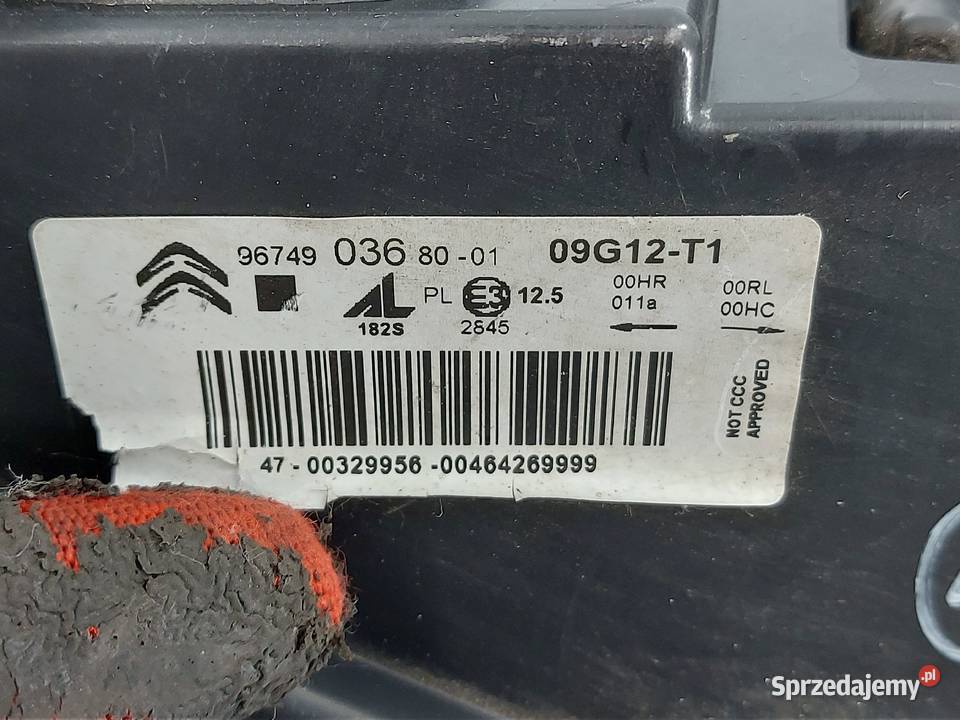 96749 036 80-01 09G12-T1
AL PL E3 12.5 00HR 00RL
182S 2845 011a 00HC
NOT CCC
APPROVED
47-00329956-00464269999
Sprzedajemy.pl